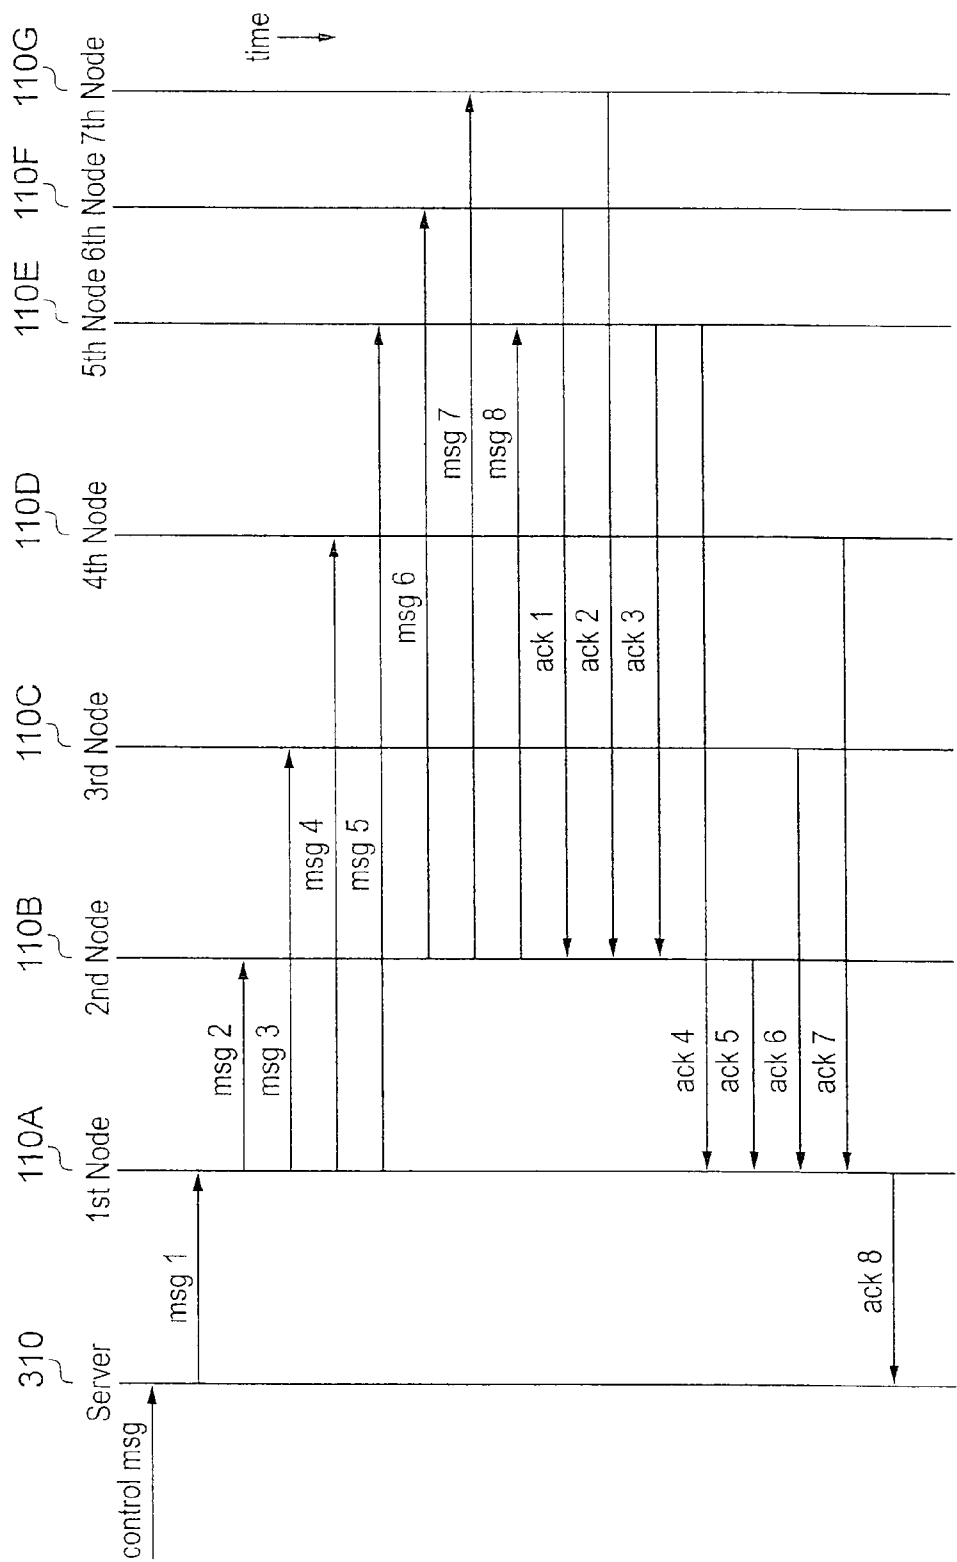 310
110A
110B
110C
110D
110E
110F
110G
Server
1st Node
2nd Node
3rd Node
4th Node
5th Node
6th Node
7th Node
time
control msg
msg 1
msg 2
msg 3
msg 4
msg 5
msg 6
msg 7
msg 8
ack 1
ack 2
ack 3
ack 4
ack 5
ack 6
ack 7
ack 8